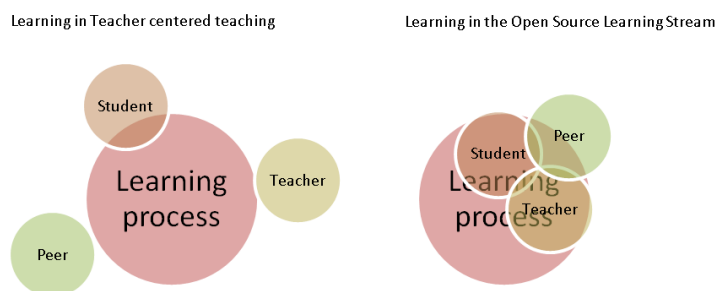 Learning in Teacher centered teaching
Student
Learning
process
Teacher
Peer
Learning in the Open Source Learning Stream
Peer
Student
Learning
process
Teacher